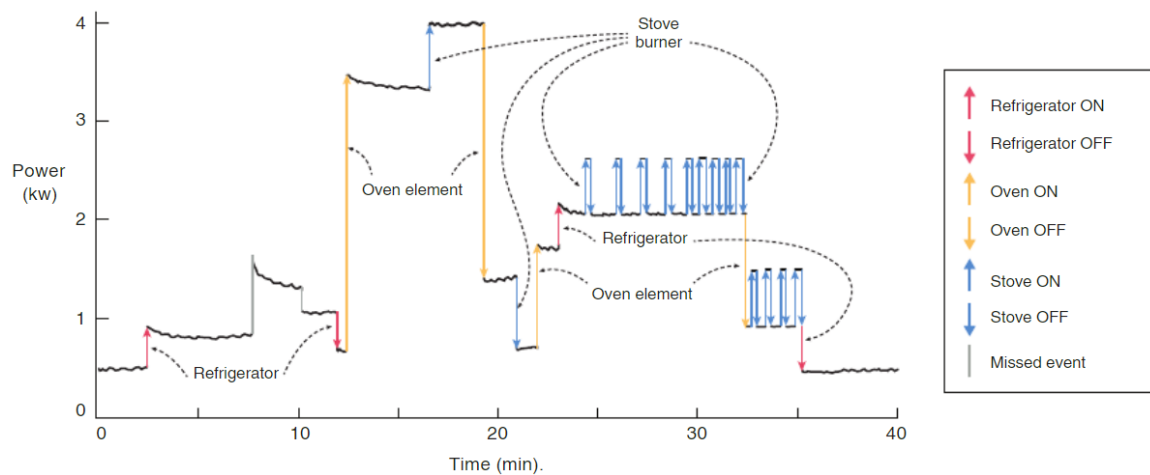 4
3
Power
(kw)
2
1
0
0
10
20
30
40
Time (min).
Stove
burner
Oven element
Refrigerator
Oven element
Refrigerator
Refrigerator ON
Refrigerator OFF
Oven ON
Oven OFF
Stove ON
Stove OFF
Missed event